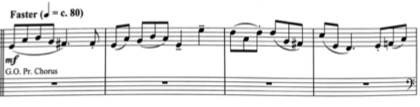 Faster (♩ = c. 80)
mf
G.O. Pr. Chorus